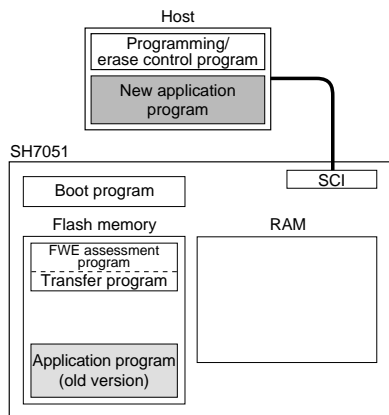 Host
Programming/
erase control program
New application
program
SH7051
SCI
Boot program
Flash memory
RAM
FWE assessment
program
Transfer program
Application program
(old version)